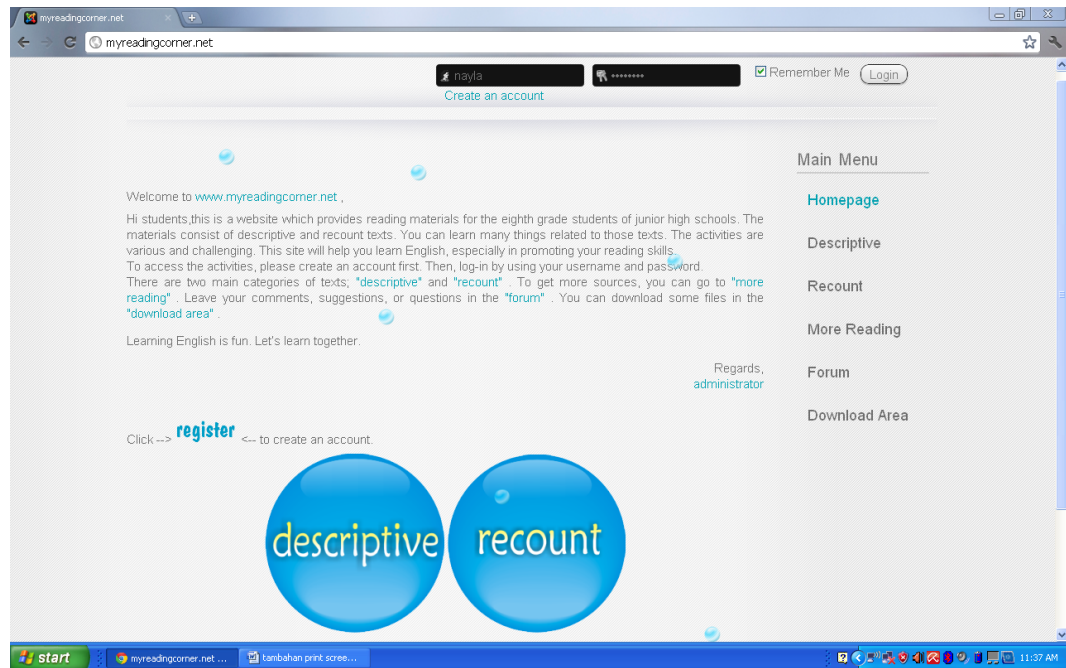 myreadingcorner.net
myreadingcorner.net
nayla
Remember Me
Login
Create an account
Main Menu
Homepage
Descriptive
Recount
More Reading
Forum
Download Area
Welcome to www.myreadingcorner.net ,
Hi students,this is a website which provides reading materials for the eighth grade students of junior high schools. The
materials consist of descriptive and recount texts. You can learn many things related to those texts. The activities are
various and challenging. This site will help you learn English, especially in promoting your reading skills.
To access the activities, please create an account first. Then, log-in by using your username and password.
There are two main categories of texts; "descriptive" and "recount" . To get more sources, you can go to "more
reading" . Leave your comments, suggestions, or questions in the "forum" . You can download some files in the
"download area" .
Learning English is fun. Let's learn together.
Regards,
administrator
Click --> register <-- to create an account.
descriptive
recount
start
myreadingcorner.net ...
tambahan print scree...
11:37 AM